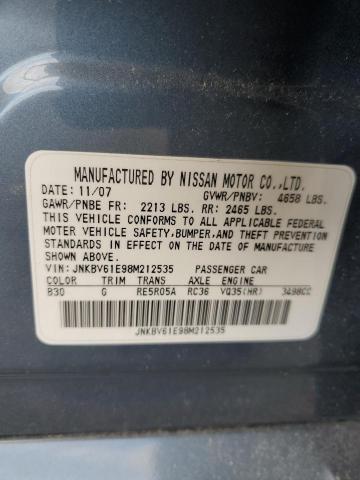 MANUFACTURED BY NISSAN MOTOR CO.,LTD.
DATE: 11/07 GVWR/PNBV: 4658 LBS.
GAWR/PNBE FR: 2213 LBS. RR: 2465 LBS.
THIS VEHICLE CONFORMS TO ALL APPLICABLE FEDERAL
MOTER VEHICLE SAFETY,BUMPER,AND THEFT PREVENTION
STANDARDS IN EFFECT ON THE DATE OF MANUFACTURE
SHOWN ABOVE.
VIN: JNKBV61E98M212535 PASSENGER CAR
COLOR TRIM TRANS AXLE ENGINE
B30 G RE5R05A RC36 VQ35(HR) 3498CC
JNKBV61E98M212535